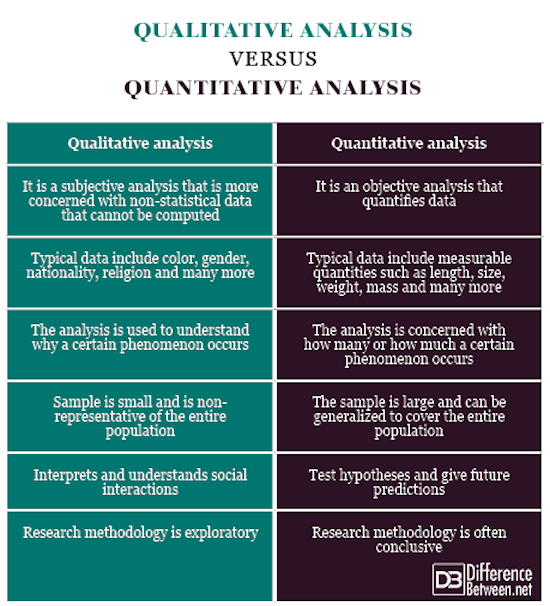 QUALITATIVE ANALYSIS
VERSUS
QUANTITATIVE ANALYSIS
Qualitative analysis
Quantitative analysis
It is a subjective analysis that is more
concerned with non-statistical data
that cannot be computed
It is an objective analysis that
quantifies data
Typical data include color, gender,
nationality, religion and many more
Typical data include measurable
quantities such as length, size,
weight, mass and many more
The analysis is used to understand
why a certain phenomenon occurs
The analysis is concerned with
how many or how much a certain
phenomenon occurs
Sample is small and is non-
representative of the entire
population
The sample is large and can be
generalized to cover the entire
population
Interprets and understands social
interactions
Test hypotheses and give future
predictions
Research methodology is exploratory
Research methodology is often
conclusive
DB Difference
Between.net